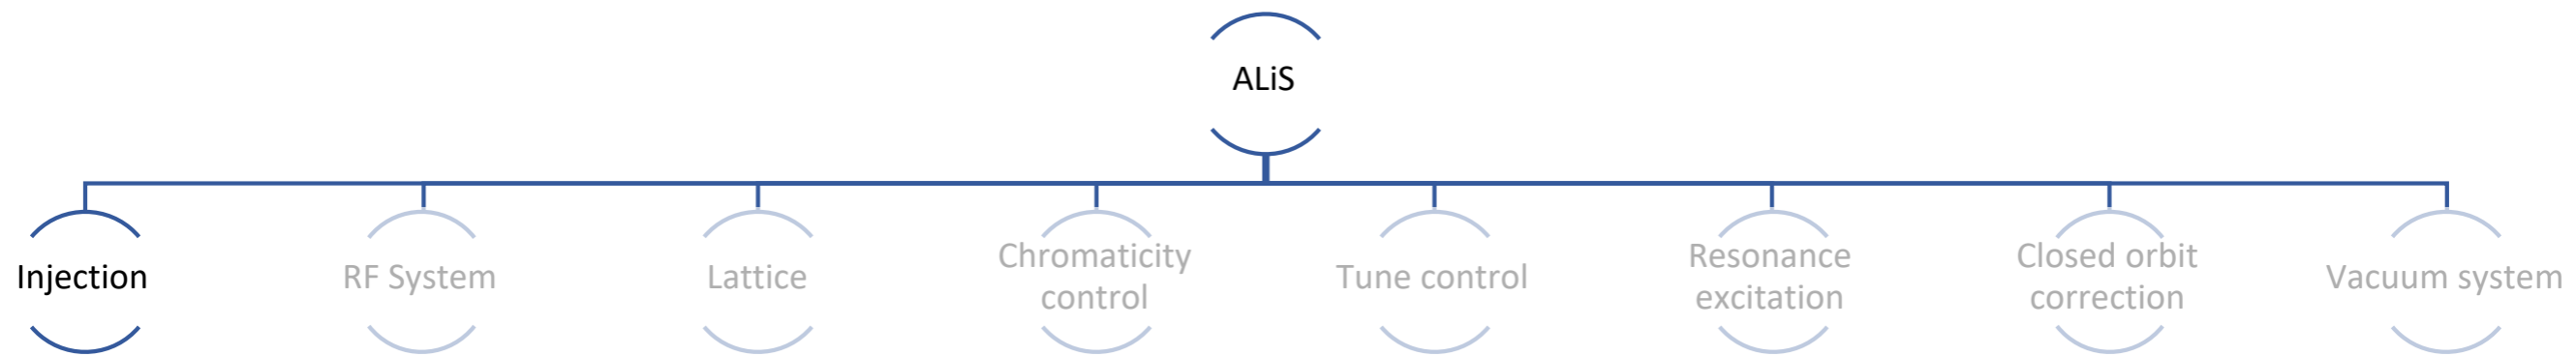 ALiS
Injection
RF System
Lattice
Chromaticity
control
Tune control
Resonance
excitation
Closed orbit
correction
Vacuum system